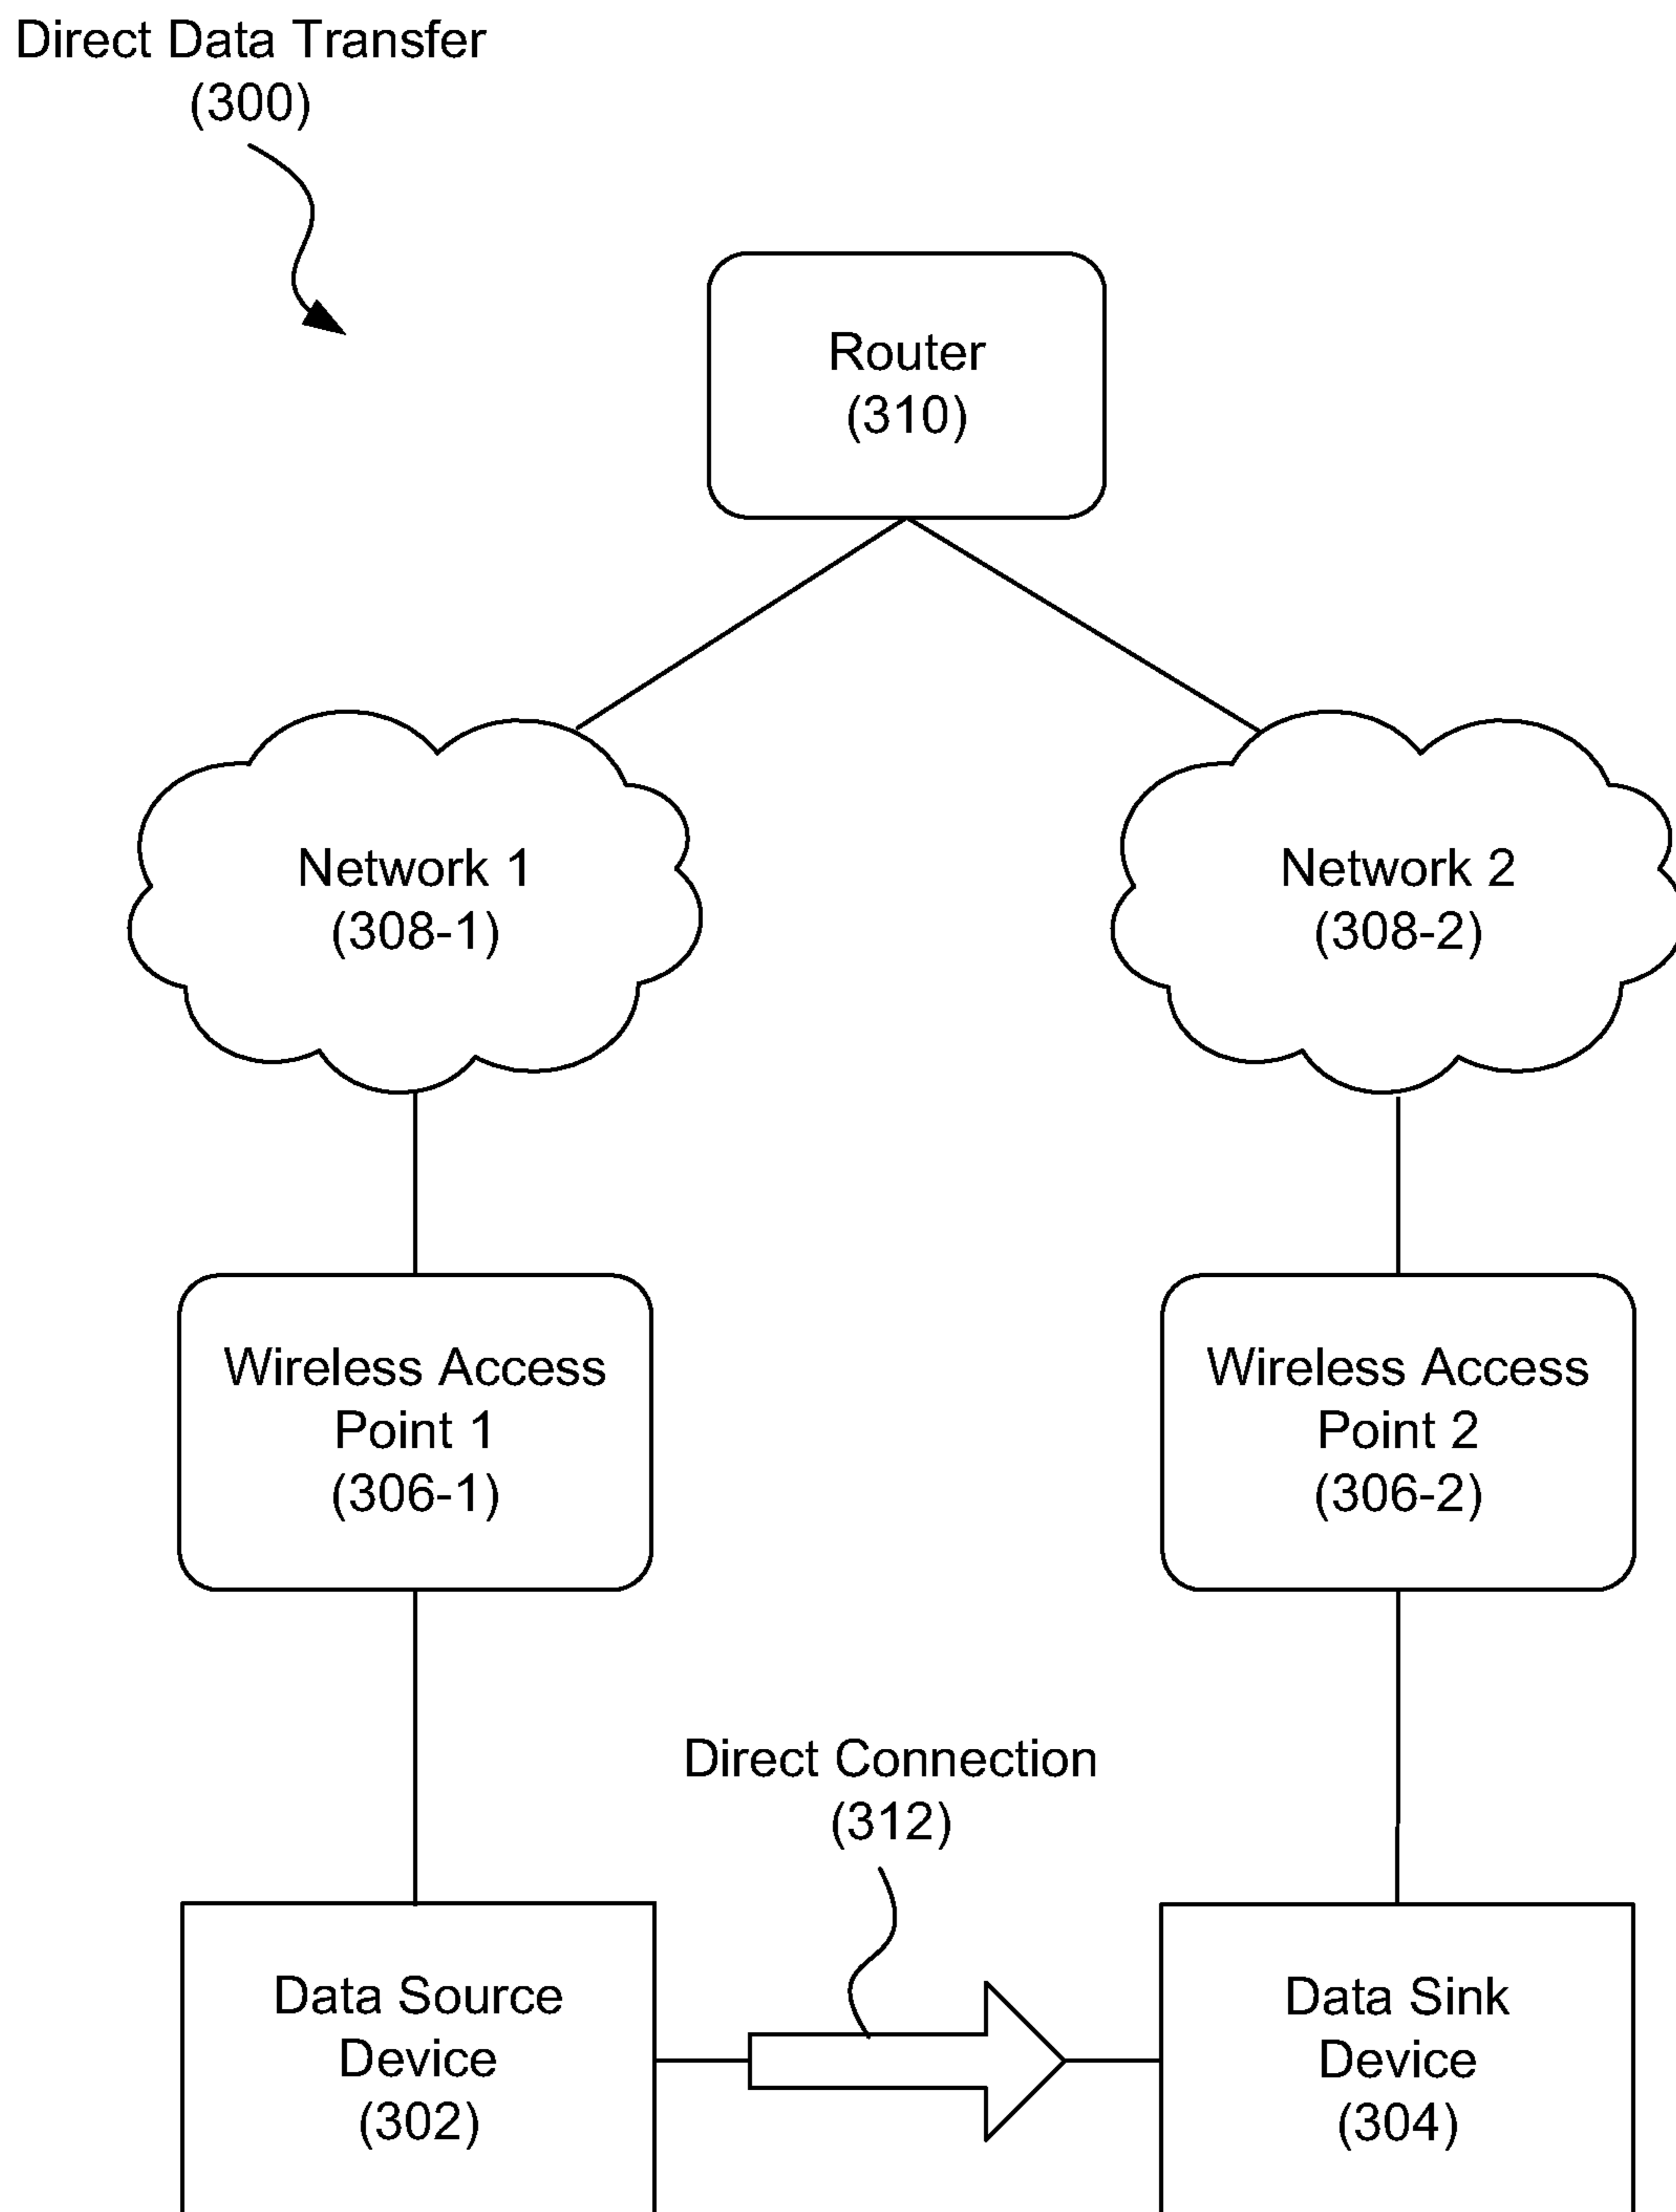 Direct Data Transfer
(300)
Router
(310)
Network 1
(308-1)
Network 2
(308-2)
Wireless Access
Point 1
(306-1)
Wireless Access
Point 2
(306-2)
Direct Connection
(312)
Data Source
Device
(302)
Data Sink
Device
(304)